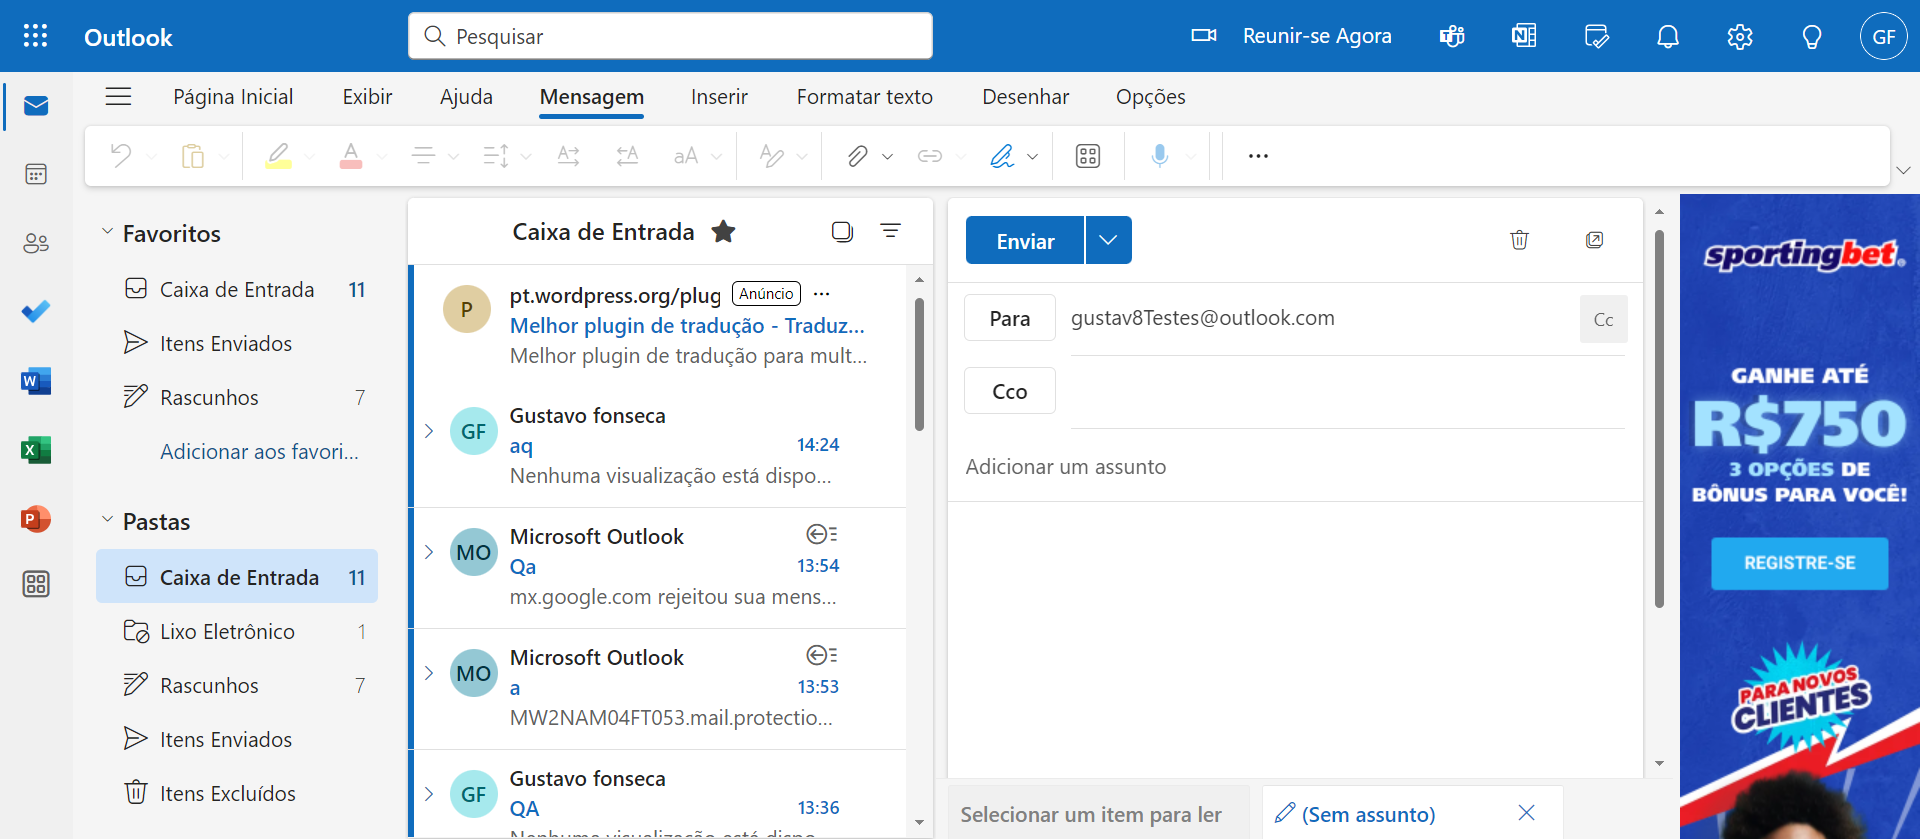 Outlook
Pesquisar
Reunir-se Agora
GF
Página Inicial
Exibir
Ajuda
Mensagem
Inserir
Formatar texto
Desenhar
Opções
Favoritos
Caixa de Entrada 11
Itens Enviados
Rascunhos 7
Adicionar aos favori...
Pastas
Caixa de Entrada 11
Lixo Eletrônico 1
Rascunhos 7
Itens Enviados
Itens Excluídos
Caixa de Entrada
P
pt.wordpress.org/plug Anúncio
Melhor plugin de tradução - Traduz...
Melhor plugin de tradução para mult...
GF
Gustavo fonseca
aq 14:24
Nenhuma visualização está dispo...
MO
Microsoft Outlook
Qa 13:54
mx.google.com rejeitou sua mens...
MO
Microsoft Outlook
a 13:53
MW2NAM04FT053.mail.protectio...
GF
Gustavo fonseca
QA 13:36
Nenhuma visualização está dispo...
Enviar
Para gustav8Testes@outlook.com Cc
Cco
Adicionar um assunto
Selecionar um item para ler
(Sem assunto)
sportingbet.
GANHE ATÉ
R$750
3 OPÇÕES DE
BÔNUS PARA VOCÊ!
REGISTRE-SE
PARA NOVOS
CLIENTES